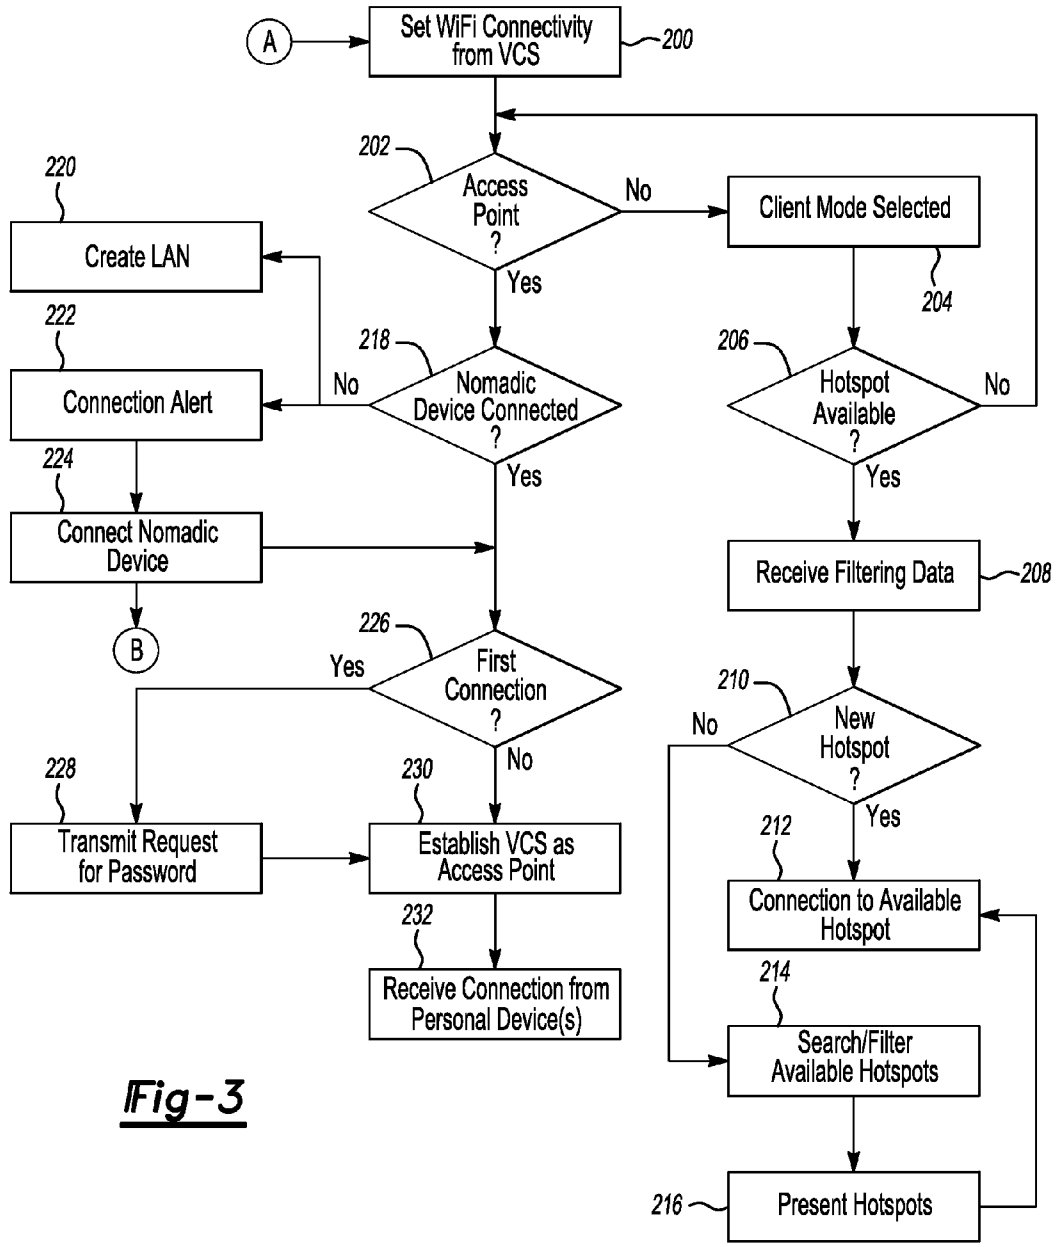 A
Set WiFi Connectivity
from VCS
200
202
Access
Point
?
No
Yes
Client Mode Selected
204
220
Create LAN
222
Connection Alert
218
Nomadic
Device Connected
?
No
Yes
206
Hotspot
Available
?
No
Yes
224
Connect Nomadic
Device
B
Receive Filtering Data
208
226
First
Connection
?
Yes
No
210
New
Hotspot
?
No
Yes
228
Transmit Request
for Password
230
Establish VCS as
Access Point
212
Connection to Available
Hotspot
232
Receive Connection from
Personal Device(s)
214
Search/Filter
Available Hotspots
216
Present Hotspots
Fig-3